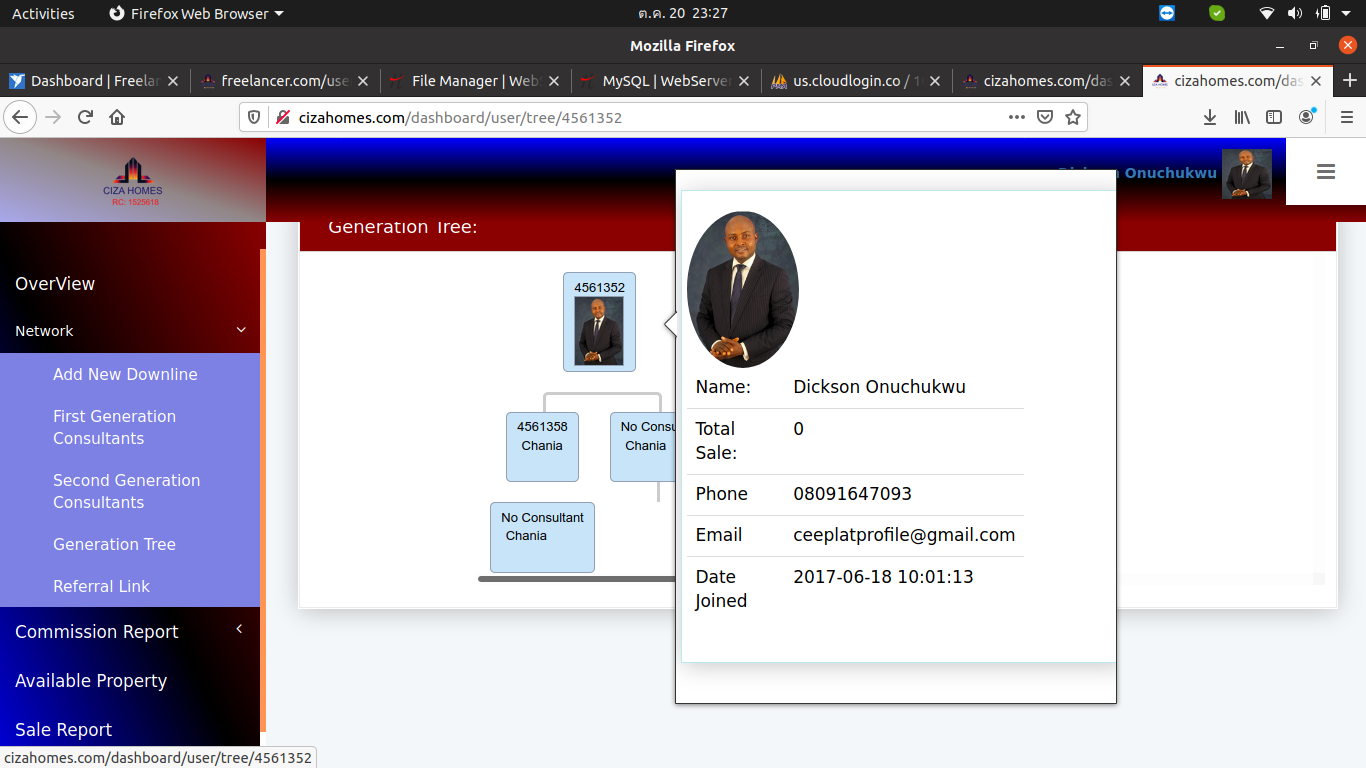 Activities
Firefox Web Browser
ต.ค. 20 23:27
Mozilla Firefox
Dashboard | Freelan
freelancer.com/use
File Manager | WebS
MySQL | WebServer
us.cloudlogin.co / 1
cizahomes.com/das
cizahomes.com/das
cizahomes.com/dashboard/user/tree/4561352
CIZA HOMES
RC: 1525618
Onuchukwu
Generation Tree:
OverView
Network
Add New Downline
First Generation
Consultants
Second Generation
Consultants
Generation Tree
Referral Link
Commission Report
Available Property
Sale Report
4561352
4561358
Chania
No Consu
Chania
No Consultant
Chania
Name: Dickson Onuchukwu
Total
Sale: 0
Phone 08091647093
Email ceeplatprofile@gmail.com
Date
Joined 2017-06-18 10:01:13
cizahomes.com/dashboard/user/tree/4561352